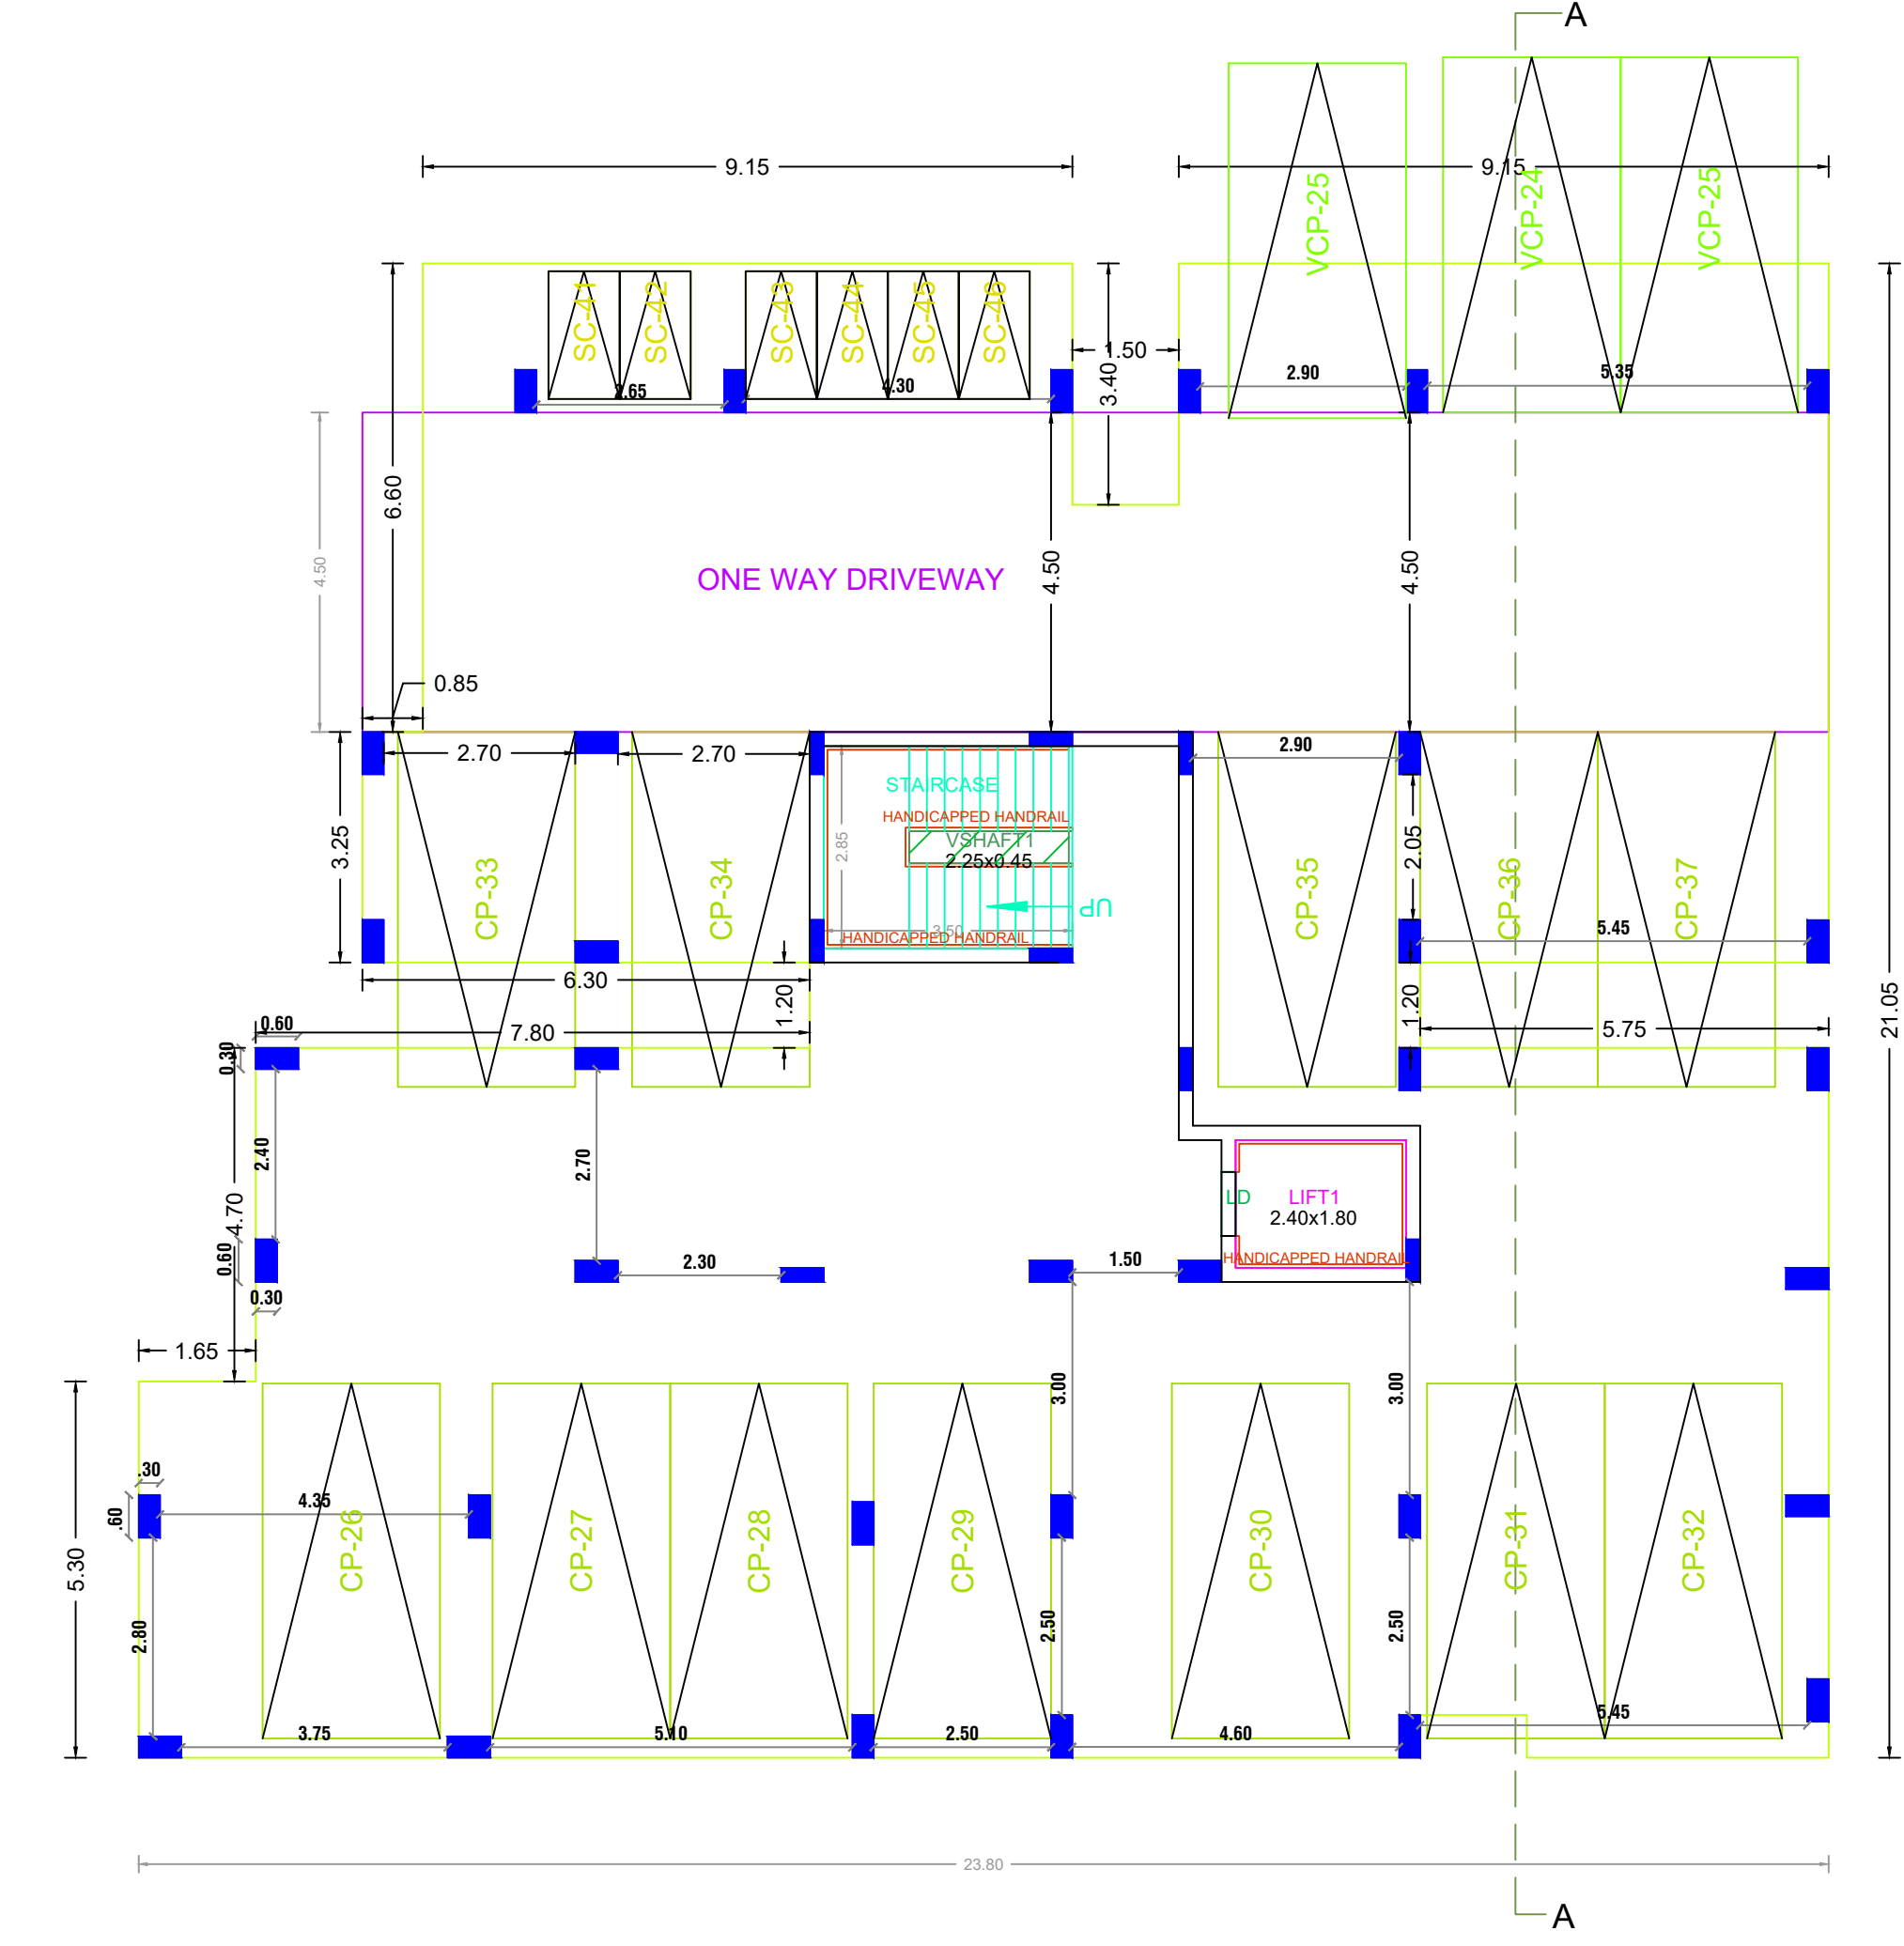 A
9.15
9.15
VCP-25
VCP-24
VCP-25
SC-41
SC-42
SC-43
SC-44
SC-45
SC-46
1.50
3.40
2.65
4.30
2.90
5.35
6.60
4.50
ONE WAY DRIVEWAY
4.50
4.50
0.85
2.70
2.70
2.90
3.25
STAIRCASE
HANDICAPPED HANDRAIL
VSHAFT1
2.25x0.45
2.85
2.05
CP-33
CP-34
CP-35
CP-36
CP-37
UP
3.50
HANDICAPPED HANDRAIL
5.45
6.30
1.20
1.20
21.05
0.60
7.80
5.75
0.30
2.40
2.70
4.70
LD
LIFT1
2.40x1.80
HANDICAPPED HANDRAIL
0.60
2.30
1.50
0.30
1.65
3.00
3.00
.30
4.35
.60
CP-26
CP-27
CP-28
CP-29
CP-30
CP-31
CP-32
5.30
2.80
2.50
2.50
3.75
5.10
2.50
4.60
5.45
23.80
A